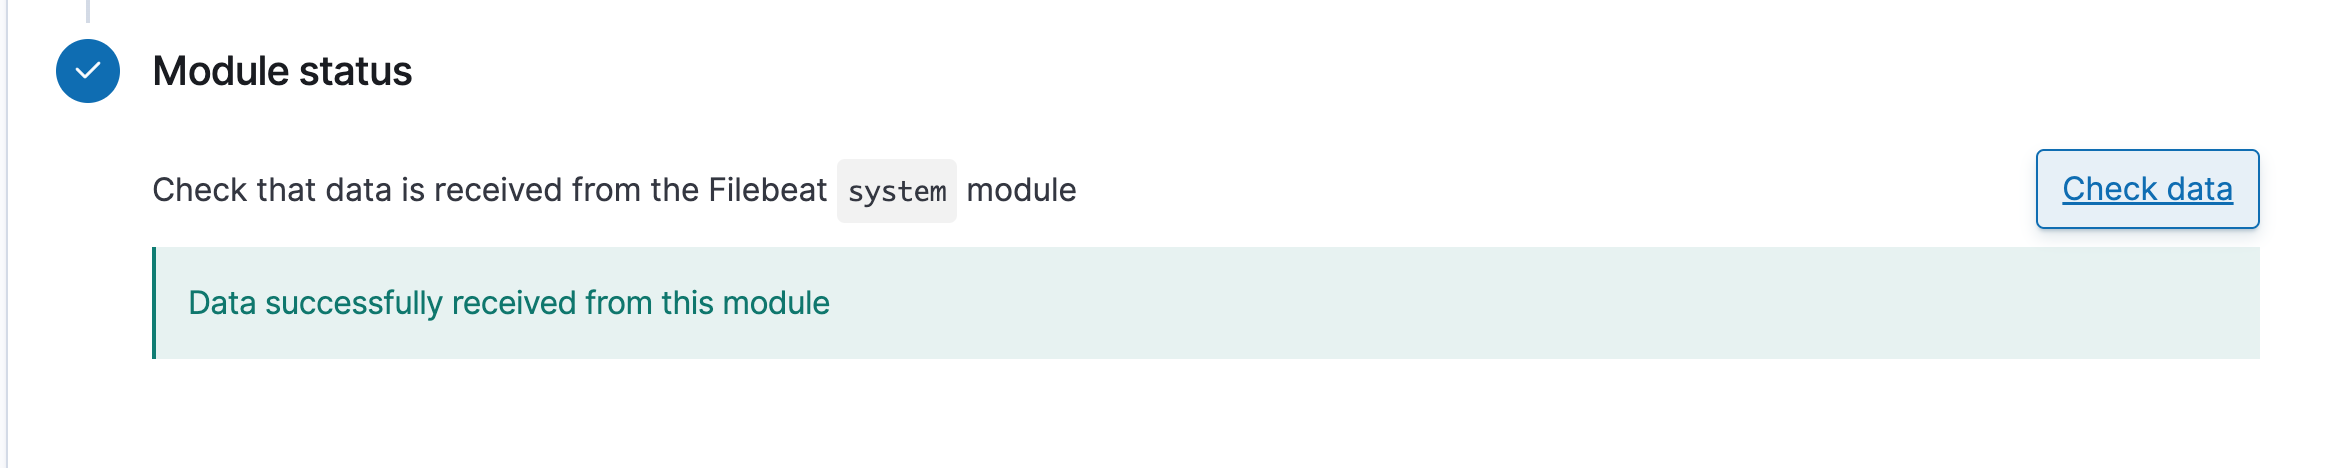 Module status
Check that data is received from the Filebeat system module
Check data
Data successfully received from this module